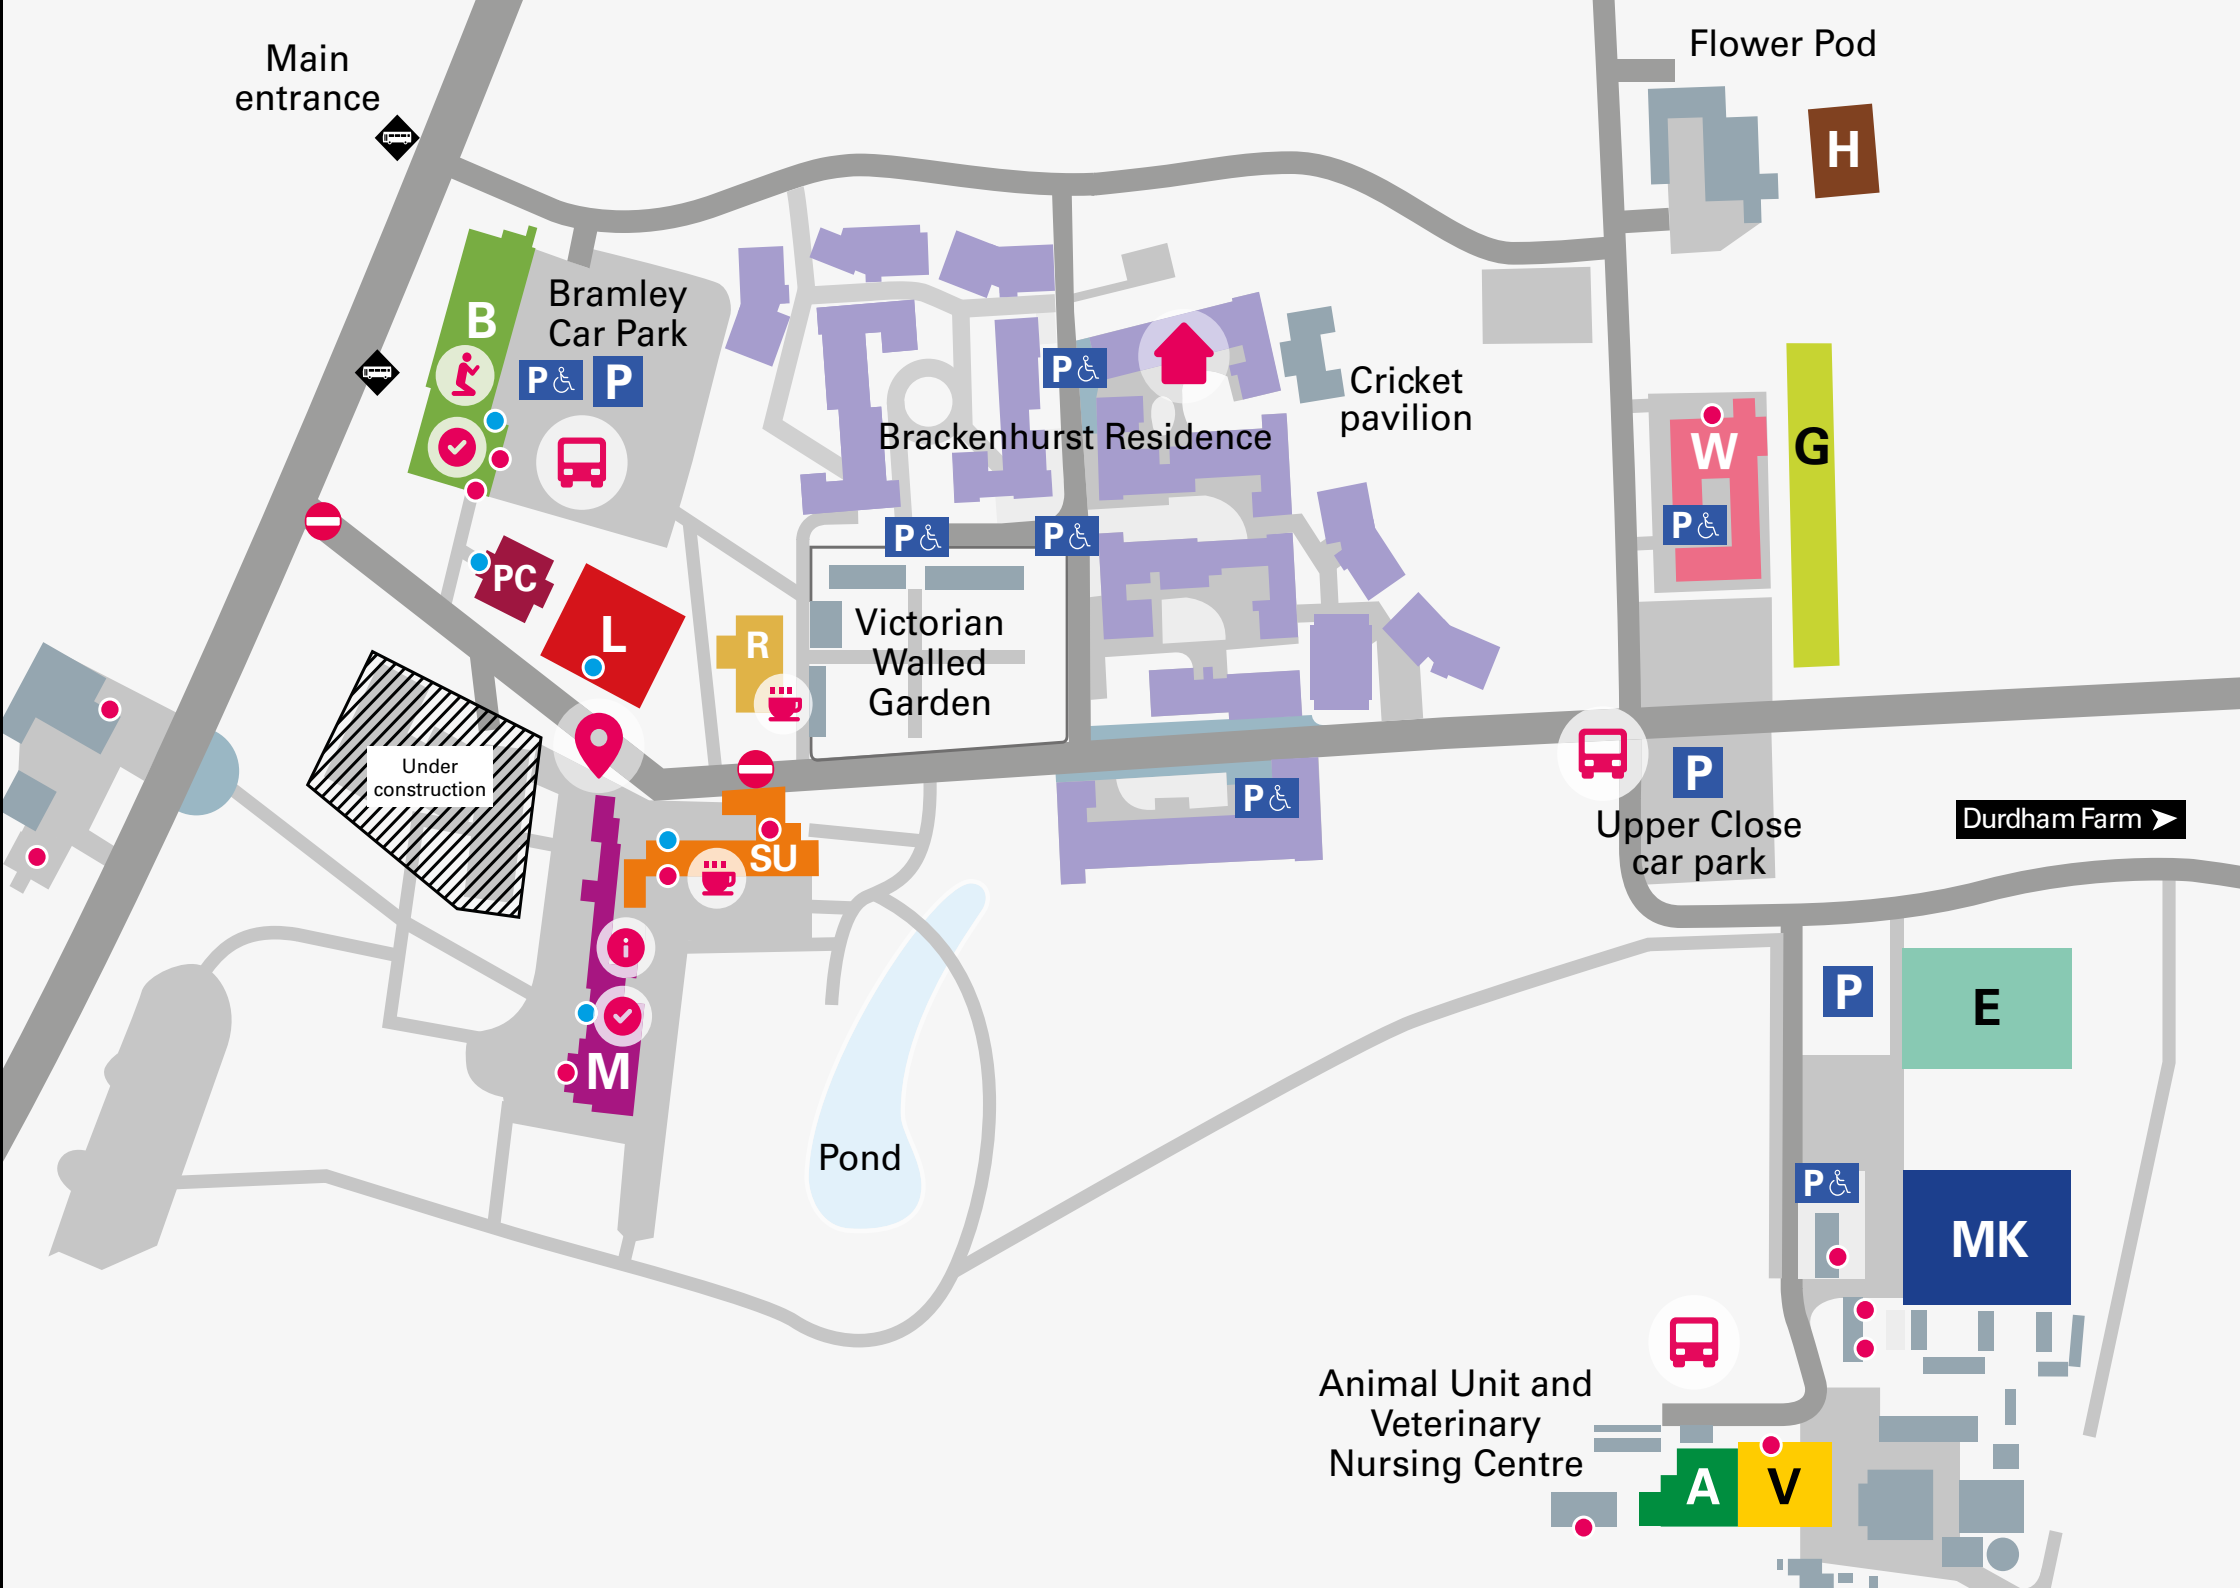 Main
entrance
Flower Pod
H
B
Bramley
Car Park
P
P
P
Cricket
pavilion
Brackenhurst Residence
W
G
P
P
P
PC
L
R
Victorian
Walled
Garden
Under
construction
P
P
Upper Close
car park
Durdham Farm
SU
P
E
M
Pond
P
MK
Animal Unit and
Veterinary
Nursing Centre
A
V